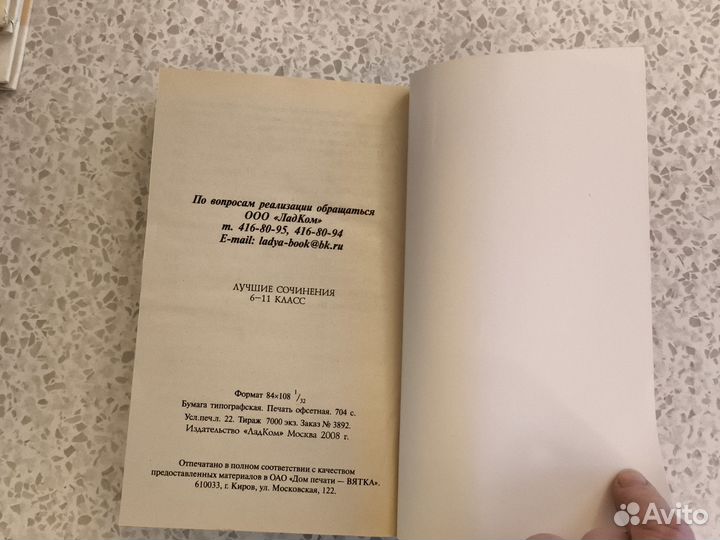 По вопросам реализации обращаться
ООО «ЛадКом»
т. 416-80-95, 416-80-94
E-mail: ladya-book@bk.ru
ЛУЧШИЕ СОЧИНЕНИЯ
6—11 КЛАСС
Формат 84×108 1/32
Бумага типографская. Печать офсетная. 704 с.
Усл.печ.л. 22. Тираж 7000 экз. Заказ № 3892.
Издательство «ЛадКом» Москва 2008 г.
Отпечатано в полном соответствии с качеством
предоставленных материалов в ОАО «Дом печати — ВЯТКА».
610033, г. Киров, ул. Московская, 122.
Avito